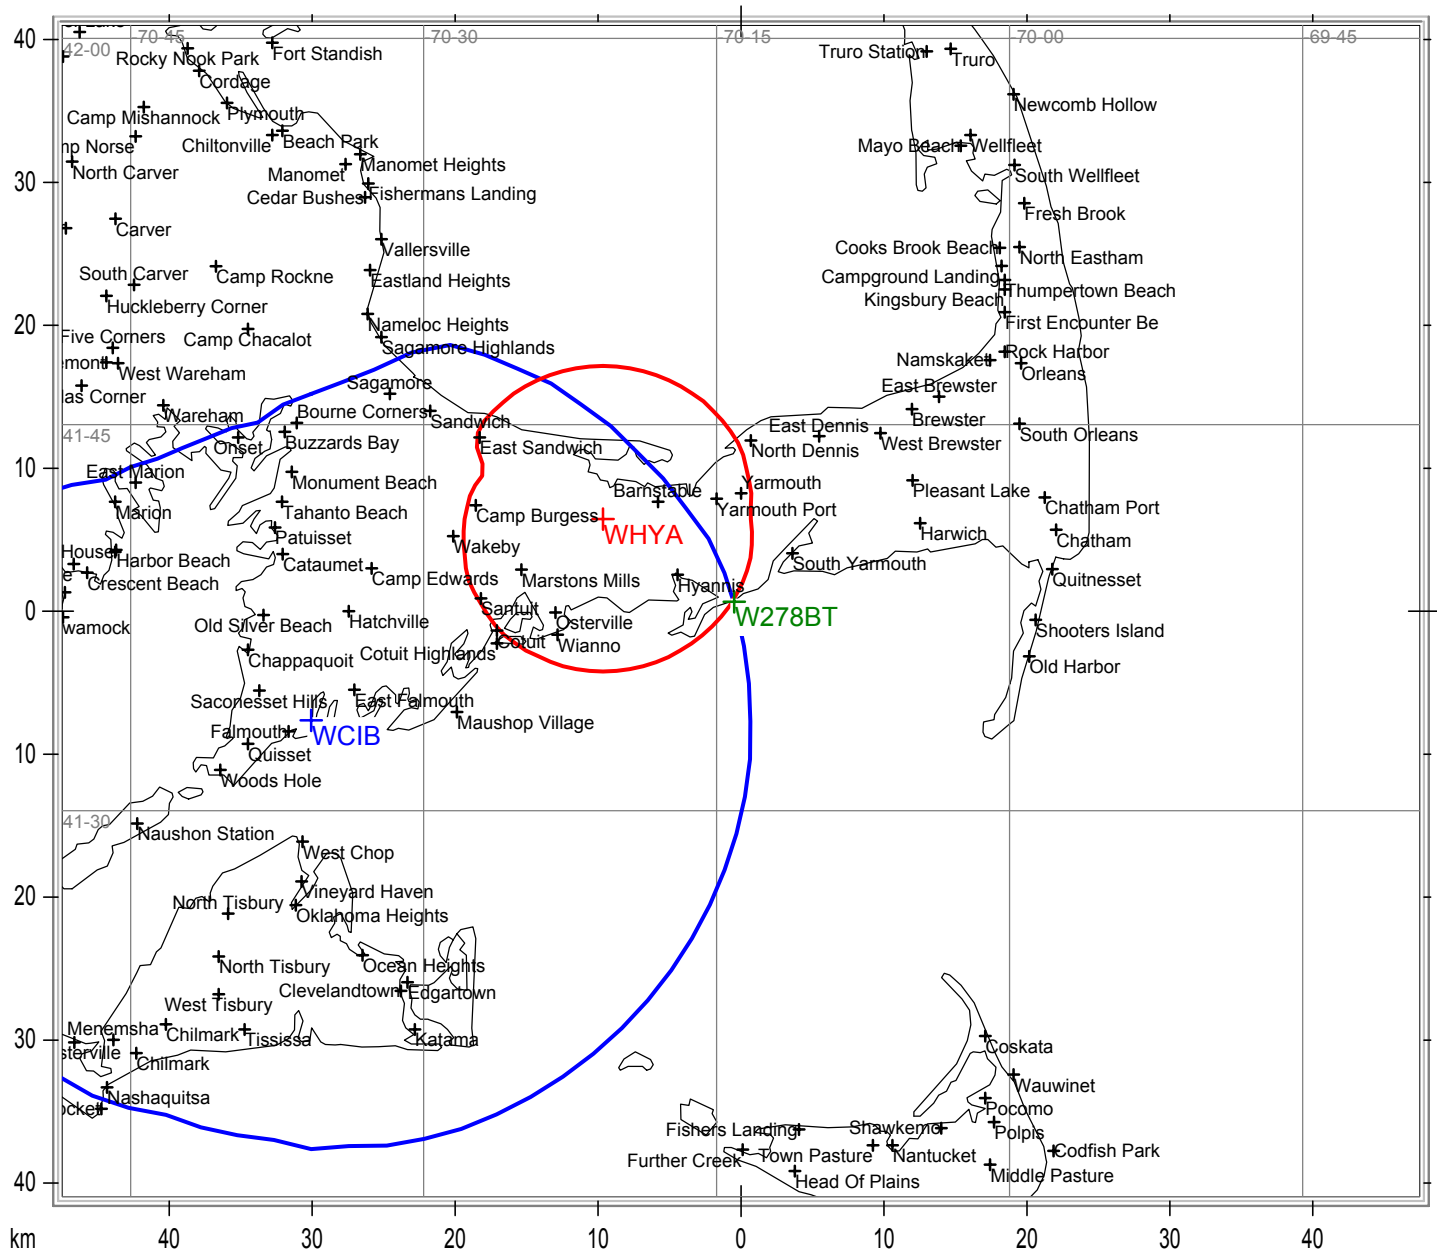 40
42-00
70-45
70-30
70-15
70-00
69-45
Fort Standish
Truro Station
Truro
Rocky Nook Park
Cordage
Plymouth
Newcomb Hollow
Camp Mishannock
Beach Park
Chiltonville
Mayo Beach
Wellfleet
mp Norse
Manomet Heights
30
North Carver
Manomet
South Wellfleet
Cedar Bushes
Fishermans Landing
Fresh Brook
Carver
Vallersville
Cooks Brook Beach
North Eastham
South Carver
Camp Rockne
Eastland Heights
Campground Landing
Thumpertown Beach
Huckleberry Corner
Kingsbury Beach
20
Nameloc Heights
First Encounter Be
Five Corners
Camp Chacalot
Sagamore Highlands
Rock Harbor
Namskaket
emont
West Wareham
Orleans
Sagamore
East Brewster
las Corner
Wareham
Bourne Corners
Sandwich
East Dennis
Brewster
41-45
Onset
Buzzards Bay
East Sandwich
North Dennis
West Brewster
South Orleans
10
East Marion
Monument Beach
Barnstable
Yarmouth
Pleasant Lake
Marion
Tahanto Beach
Camp Burgess
Yarmouth Port
Chatham Port
Patuisset
WHYA
Harwich
Chatham
House
Harbor Beach
Cataumet
Wakeby
South Yarmouth
e
Crescent Beach
Camp Edwards
Marstons Mills
Hyannis
Quitnesset
0
Santuit
W278BT
wamock
Old Silver Beach
Hatchville
Osterville
Shooters Island
Chappaquoit
Cotuit Highlands
Cotuit
Wianno
Old Harbor
Saconesset Hills
East Falmouth
Falmouth
WCIB
Maushop Village
Quisset
10
Woods Hole
41-30
Naushon Station
West Chop
Vineyard Haven
20
North Tisbury
Oklahoma Heights
North Tisbury
Ocean Heights
Clevelandtown
Edgartown
West Tisbury
Menemsha
Chilmark
Tississa
Katama
30
sterville
Coskata
Chilmark
Wauwinet
Nashaquitsa
ocket
Pocomo
Fishers Landing
Shawkemo
Polpis
Further Creek
Town Pasture
Nantucket
Codfish Park
40
Head Of Plains
Middle Pasture
km
40
30
20
10
0
10
20
30
40